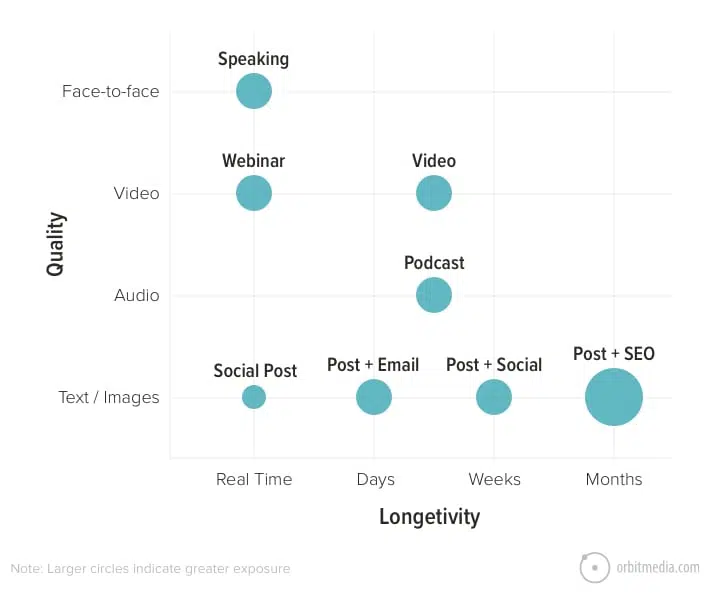 Speaking
Face-to-face
Webinar
Video
Video
Quality
Podcast
Audio
Social Post
Post + Email
Post + Social
Post + SEO
Text / Images
Real Time
Days
Weeks
Months
Longetivity
Note: Larger circles indicate greater exposure
orbitmedia.com